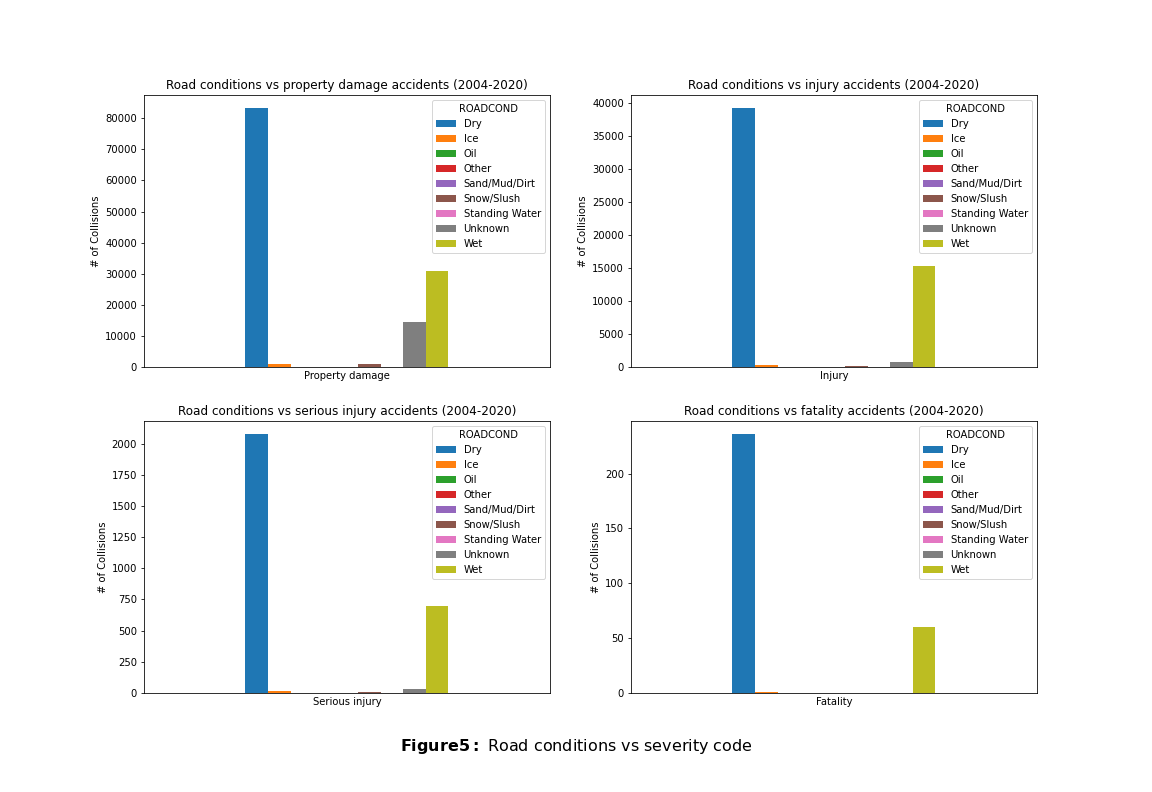 Road conditions vs property damage accidents (2004-2020)
# of Collisions
80000
70000
60000
50000
40000
30000
20000
10000
0
ROADCOND
Dry
Ice
Oil
Other
Sand/Mud/Dirt
Snow/Slush
Standing Water
Unknown
Wet
Property damage
Road conditions vs injury accidents (2004-2020)
# of Collisions
40000
35000
30000
25000
20000
15000
10000
5000
0
ROADCOND
Dry
Ice
Oil
Other
Sand/Mud/Dirt
Snow/Slush
Standing Water
Unknown
Wet
Injury
Road conditions vs serious injury accidents (2004-2020)
# of Collisions
2000
1750
1500
1250
1000
750
500
250
0
ROADCOND
Dry
Ice
Oil
Other
Sand/Mud/Dirt
Snow/Slush
Standing Water
Unknown
Wet
Serious injury
Road conditions vs fatality accidents (2004-2020)
# of Collisions
200
150
100
50
0
ROADCOND
Dry
Ice
Oil
Other
Sand/Mud/Dirt
Snow/Slush
Standing Water
Unknown
Wet
Fatality
Figure5: Road conditions vs severity code